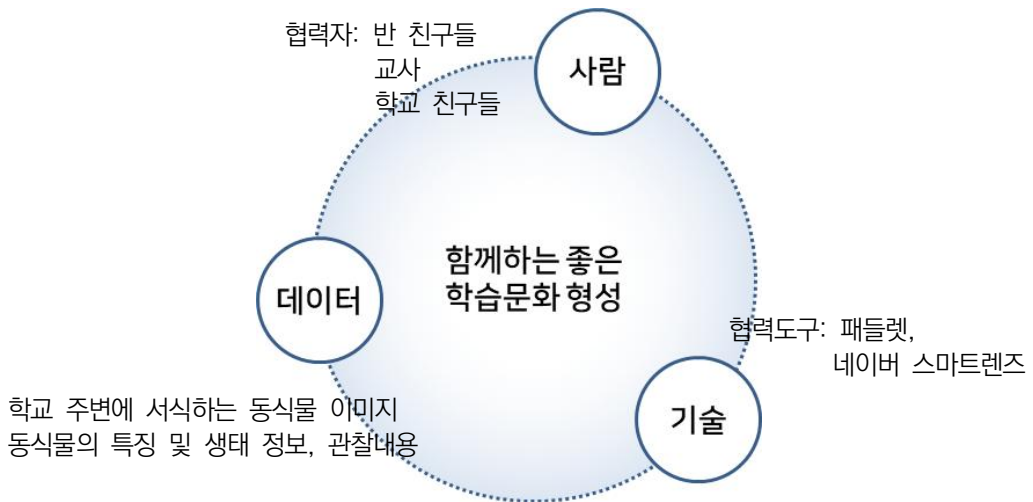 협력자: 반 친구들
교사
학교 친구들
사람
함께하는 좋은
학습문화 형성
데이터
협력도구: 패들렛,
네이버 스마트렌즈
학교 주변에 서식하는 동식물 이미지
동식물의 특징 및 생태 정보, 관찰내용
기술